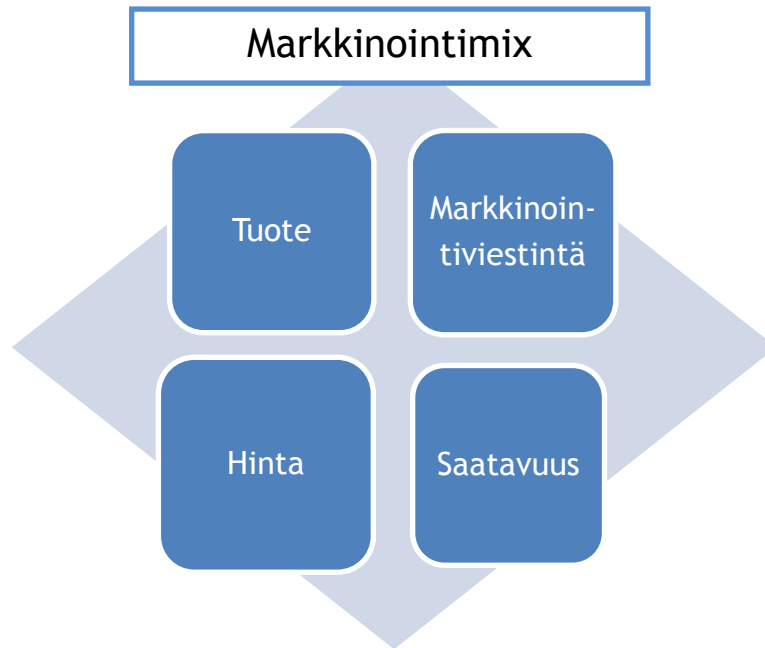 Markkinointimix
Tuote
Markkinoin-
tiviestintä
Hinta
Saatavuus